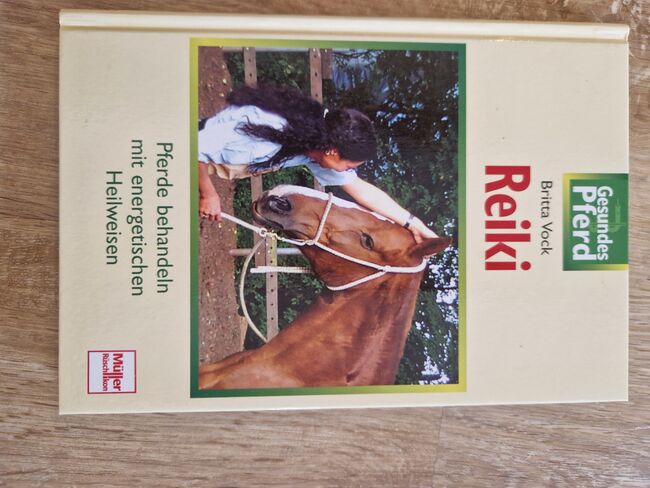 Gesundes
Pferd
Britta Vock
Reiki
Pferde behandeln
mit energetischen
Heilweisen
Müller
Rüschlikon